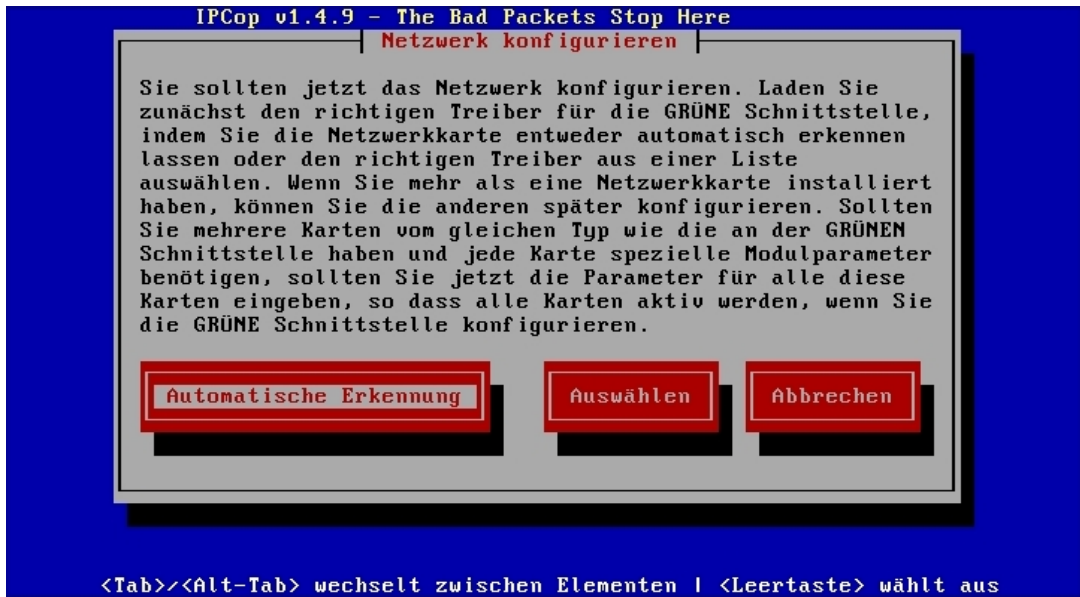 IPCop v1.4.9 - The Bad Packets Stop Here
Netzwerk konfigurieren
Sie sollten jetzt das Netzwerk konfigurieren. Laden Sie
zunächst den richtigen Treiber für die GRÜNE Schnittstelle,
indem Sie die Netzwerkkarte entweder automatisch erkennen
lassen oder den richtigen Treiber aus einer Liste
auswählen. Wenn Sie mehr als eine Netzwerkkarte installiert
haben, können Sie die anderen später konfigurieren. Sollten
Sie mehrere Karten vom gleichen Typ wie die an der GRÜNEN
Schnittstelle haben und jede Karte spezielle Modulparameter
benötigen, sollten Sie jetzt die Parameter für alle diese
Karten eingeben, so dass alle Karten aktiv werden, wenn Sie
die GRÜNE Schnittstelle konfigurieren.
Automatische Erkennung Auswählen Abbrechen
<Tab>/<Alt-Tab> wechselt zwischen Elementen | <Leertaste> wählt aus